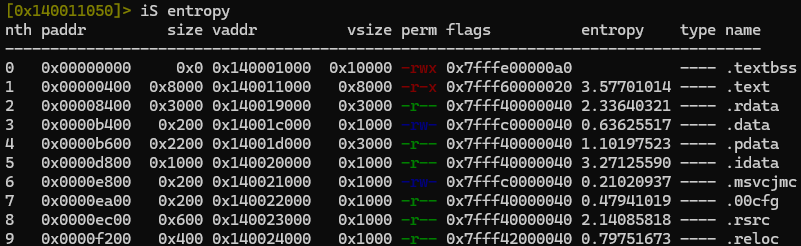 [0x140011050]> iS entropy
nth paddr size vaddr vsize perm flags entropy type name
-------------------------------------------------------------------------------------------
0 0x00000000 0x0 0x140001000 0x10000 -rwx 0x7fffe00000a0 ---- .textbss
1 0x00000400 0x8000 0x140011000 0x8000 -r-x 0x7fff60000020 3.57701014 ---- .text
2 0x00008400 0x3000 0x140019000 0x3000 -r-- 0x7fff40000040 2.33640321 ---- .rdata
3 0x0000b400 0x200 0x14001c000 0x1000 -rw- 0x7fffc0000040 0.63625517 ---- .data
4 0x0000b600 0x2200 0x14001d000 0x3000 -r-- 0x7fff40000040 1.10197523 ---- .pdata
5 0x0000d800 0x1000 0x140020000 0x1000 -r-- 0x7fff40000040 3.27125590 ---- .idata
6 0x0000e800 0x200 0x140021000 0x1000 -rw- 0x7fffc0000040 0.21020937 ---- .msvcjmc
7 0x0000ea00 0x200 0x140022000 0x1000 -r-- 0x7fff40000040 0.47941019 ---- .00cfg
8 0x0000ec00 0x600 0x140023000 0x1000 -r-- 0x7fff40000040 2.14085818 ---- .rsrc
9 0x0000f200 0x400 0x140024000 0x1000 -r-- 0x7fff42000040 0.79751673 ---- .reloc